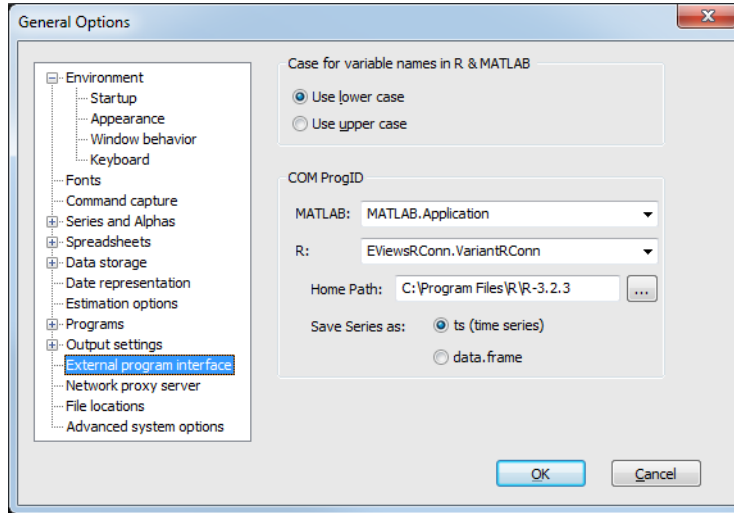 General Options
Environment
Startup
Appearance
Window behavior
Keyboard
Fonts
Command capture
Series and Alphas
Spreadsheets
Data storage
Date representation
Estimation options
Programs
Output settings
External program interface
Network proxy server
File locations
Advanced system options
Case for variable names in R & MATLAB
Use lower case
Use upper case
COM ProgID
MATLAB: MATLAB.Application
R: EViewsRConn.VariantRConn
Home Path: C:\Program Files\R\R-3.2.3 ...
Save Series as: ts (time series)
data.frame
OK Cancel